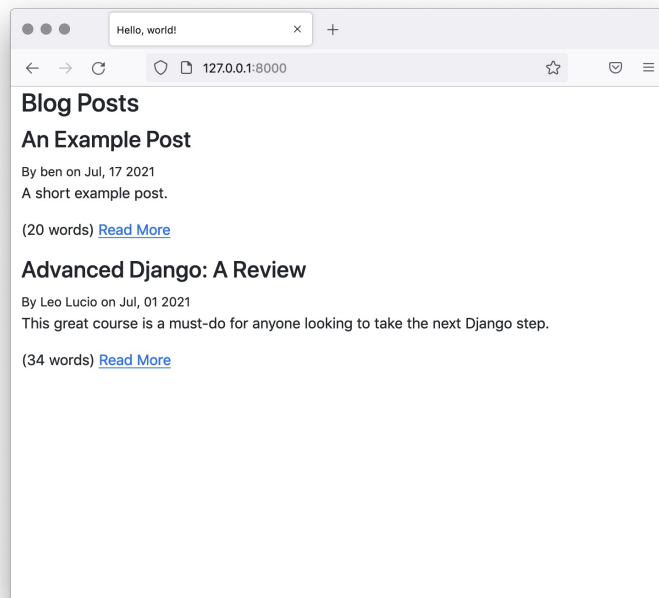 Hello, world!
127.0.0.1:8000
Blog Posts
An Example Post
By ben on Jul, 17 2021
A short example post.
(20 words) Read More
Advanced Django: A Review
By Leo Lucio on Jul, 01 2021
This great course is a must-do for anyone looking to take the next Django step.
(34 words) Read More